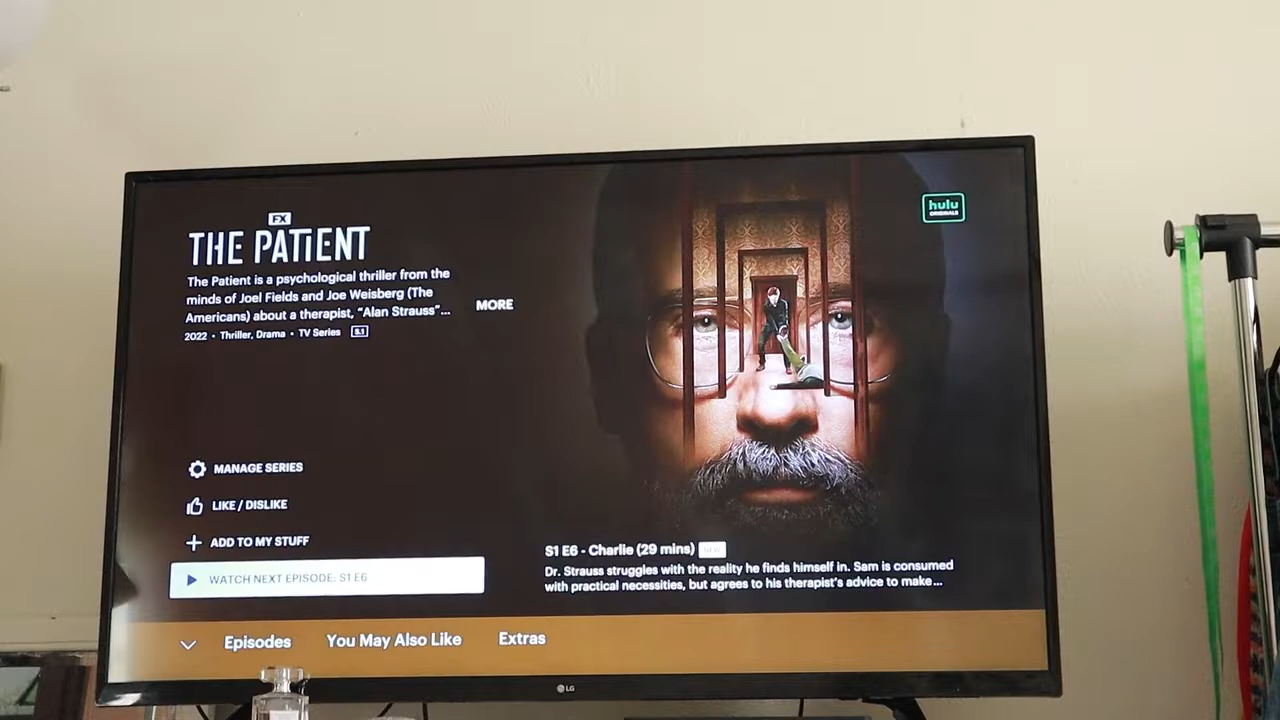 FX
THE PATIENT
The Patient is a psychological thriller from the
minds of Joel Fields and Joe Weisberg (The
Americans) about a therapist, “Alan Strauss”...
MORE
2022 • Thriller, Drama • TV Series 5.1
hulu
ORIGINALS
MANAGE SERIES
LIKE / DISLIKE
ADD TO MY STUFF
WATCH NEXT EPISODE: S1 E6
S1 E6 - Charlie (29 mins) NEW
Dr. Strauss struggles with the reality he finds himself in. Sam is consumed
with practical necessities, but agrees to his therapist's advice to make...
Episodes You May Also Like Extras
LG